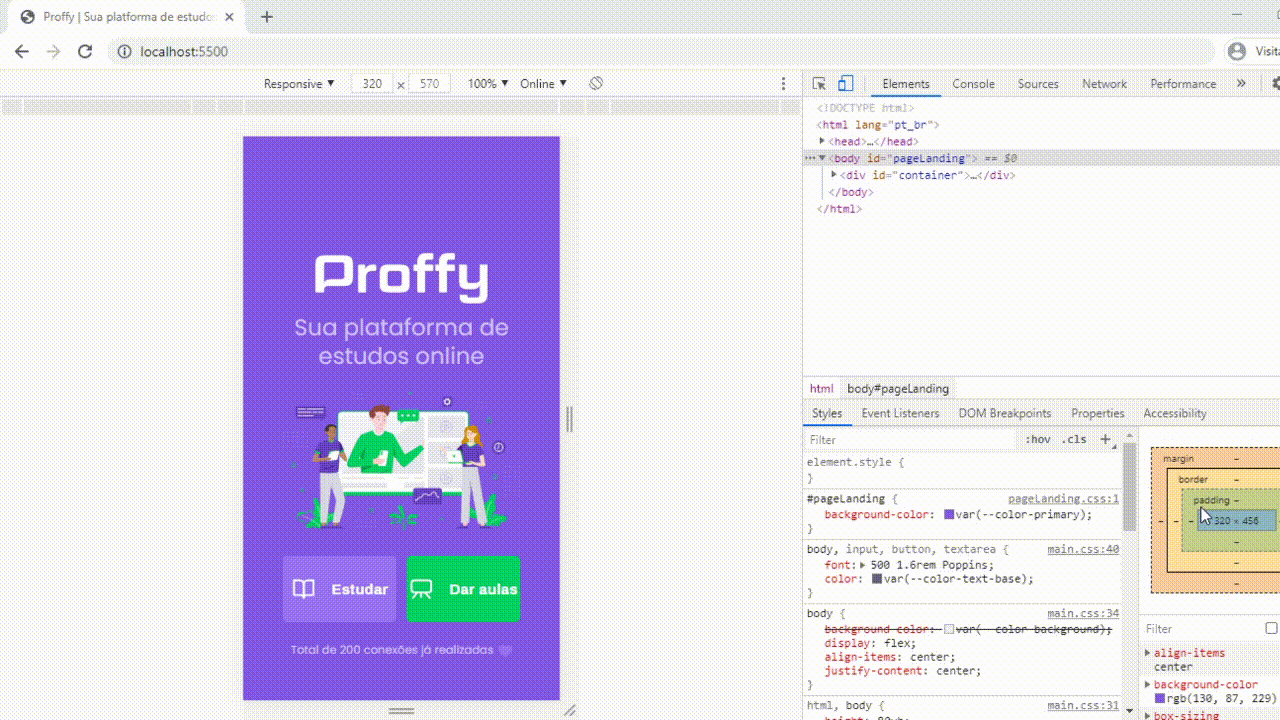 Proffy | Sua platforma de estudos
localhost:5500
Visita
Responsive ▼ 320 × 570 100% ▼ Online ▼
Elements Console Sources Network Performance »
<!DOCTYPE html>
<html lang="pt_br">
<head>…</head>
<body id="pageLanding"> == $0
<div id="container">…</div>
</body>
</html>
Proffy
Sua plataforma de
estudos online
Estudar
Dar aulas
Total de 200 conexões já realizadas
html body#pageLanding
Styles Event Listeners DOM Breakpoints Properties Accessibility
Filter :hov .cls +
element.style {
}
#pageLanding { pageLanding.css:1
background-color: var(--color-primary);
}
body, input, button, textarea { main.css:40
font: 500 1.6rem Poppins;
color: var(--color-text-base);
}
body { main.css:34
background-color: var(--color-background);
display: flex;
align-items: center;
justify-content: center;
}
html, body { main.css:31
margin –
border –
padding –
– – – 320 × 456
–
–
–
Filter
align-items
center
background-color
rgb(130, 87, 229)
box-sizing